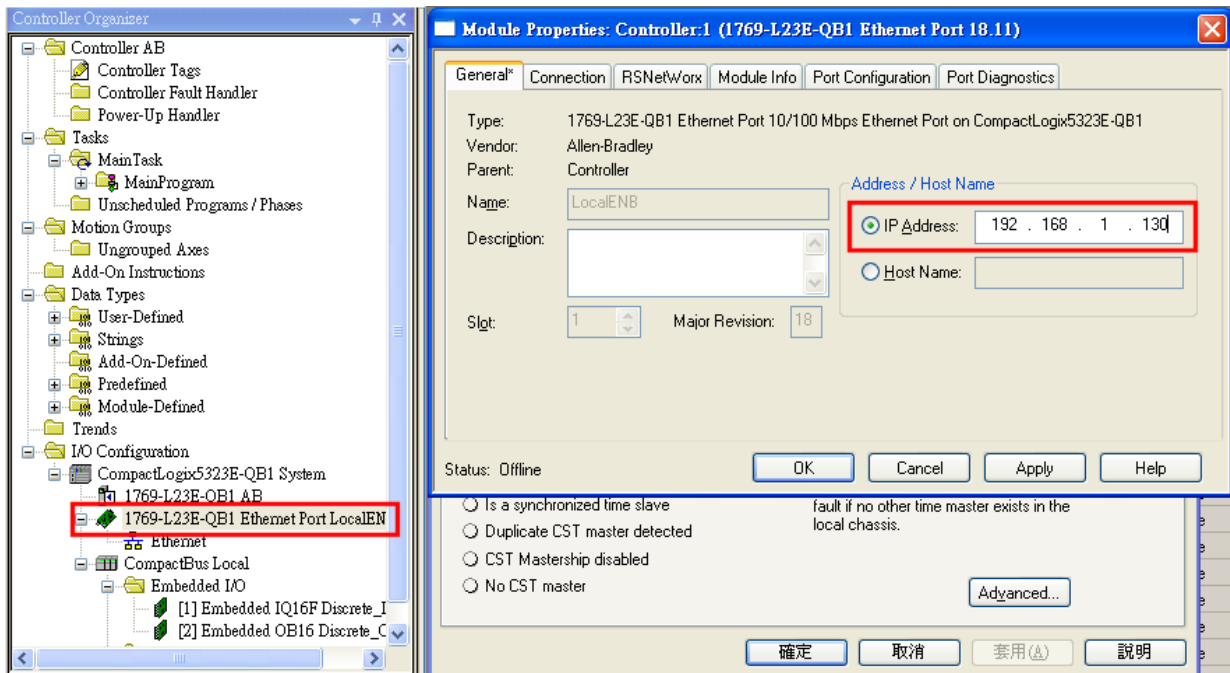 Controller Organizer
Controller AB
Controller Tags
Controller Fault Handler
Power-Up Handler
Tasks
MainTask
MainProgram
Unscheduled Programs / Phases
Motion Groups
Ungrouped Axes
Add-On Instructions
Data Types
User-Defined
Strings
Add-On-Defined
Predefined
Module-Defined
Trends
I/O Configuration
CompactLogix5323E-QB1 System
1769-L23E-QB1 AB
1769-L23E-QB1 Ethernet Port LocalEN
Ethernet
CompactBus Local
Embedded I/O
[1] Embedded IQ16F Discrete_I
[2] Embedded OB16 Discrete_C
Module Properties: Controller:1 (1769-L23E-QB1 Ethernet Port 18.11)
General* Connection RSNetWorx Module Info Port Configuration Port Diagnostics
Type: 1769-L23E-QB1 Ethernet Port 10/100 Mbps Ethernet Port on CompactLogix5323E-QB1
Vendor: Allen-Bradley
Parent: Controller
Name: LocalENB
Description:
Slot: 1 Major Revision: 18
Address / Host Name
IP Address: 192 . 168 . 1 . 130
Host Name:
Status: Offline OK Cancel Apply Help
Is a synchronized time slave
Duplicate CST master detected
CST Mastership disabled
No CST master
fault if no other time master exists in the
local chassis.
Advanced...
確定 取消 套用(A) 說明